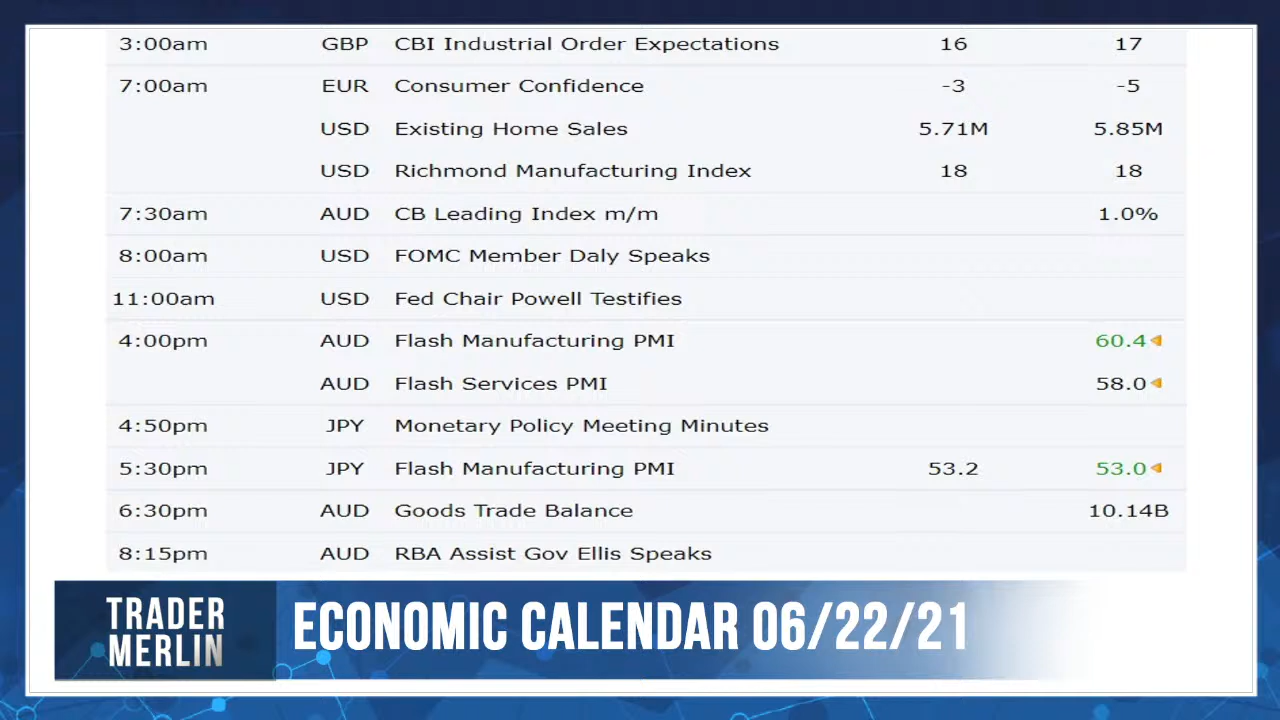 3:00am GBP CBI Industrial Order Expectations 16 17
7:00am EUR Consumer Confidence -3 -5
USD Existing Home Sales 5.71M 5.85M
USD Richmond Manufacturing Index 18 18
7:30am AUD CB Leading Index m/m 1.0%
8:00am USD FOMC Member Daly Speaks
11:00am USD Fed Chair Powell Testifies
4:00pm AUD Flash Manufacturing PMI 60.4
AUD Flash Services PMI 58.0
4:50pm JPY Monetary Policy Meeting Minutes
5:30pm JPY Flash Manufacturing PMI 53.2 53.0
6:30pm AUD Goods Trade Balance 10.14B
8:15pm AUD RBA Assist Gov Ellis Speaks
TRADER
MERLIN
ECONOMIC CALENDAR 06/22/21